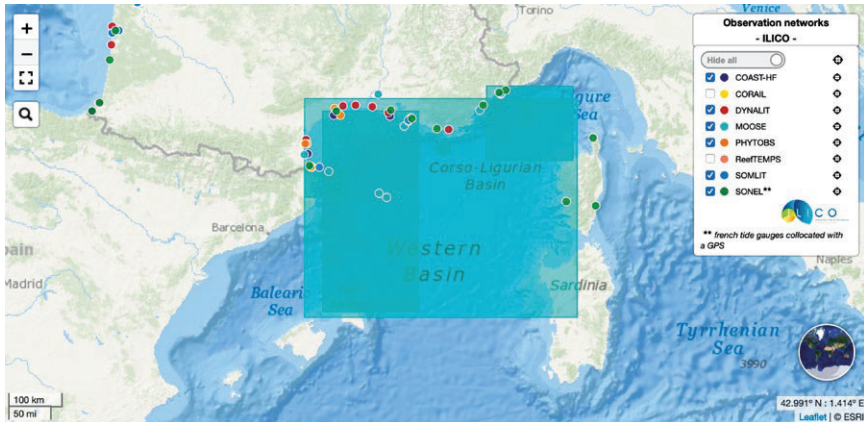 Torino
Venice
Observation networks
- ILICO -
Hide all
COAST-HF
CORAIL
DYNALIT
MOOSE
PHYTOBS
ReefTEMPS
SOMLIT
SONEL**
ILICO
** french tide gauges collocated with
a GPS
gure
Sea
Corso-Ligurian
Basin
Barcelona
Western
Basin
pain
Madrid
Balearic
Sea
Sardinia
Naples
Tyrrhenian
Sea
3990
100 km
50 mi
42.991° N : 1.414° E
Leaflet | © ESRI